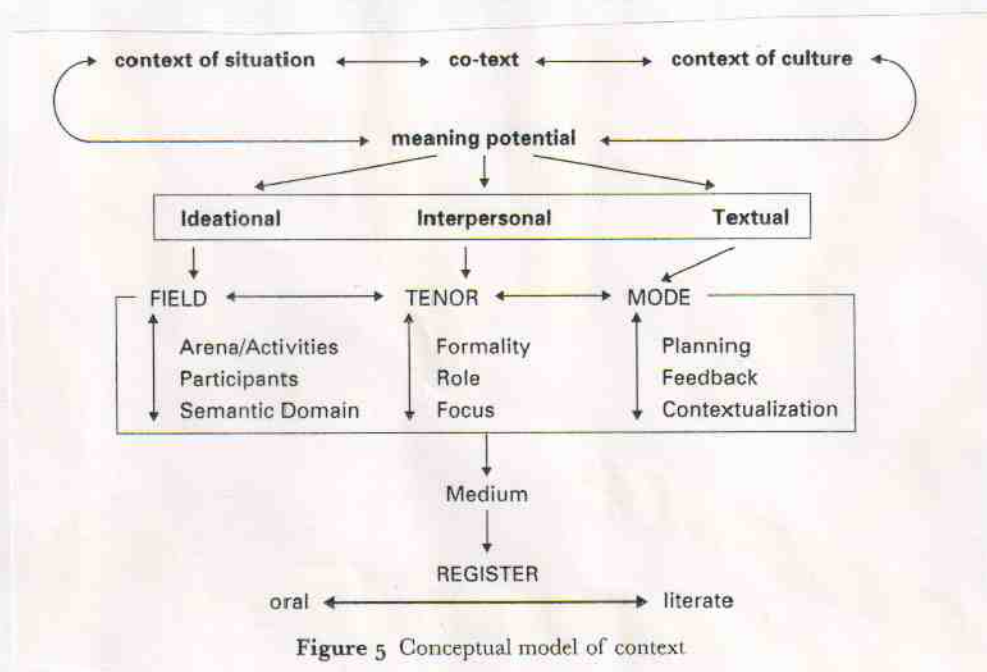 context of situation co-text context of culture
meaning potential
Ideational Interpersonal Textual
FIELD TENOR MODE
Arena/Activities Formality Planning
Participants Role Feedback
Semantic Domain Focus Contextualization
Medium
REGISTER
oral literate
Figure 5 Conceptual model of context